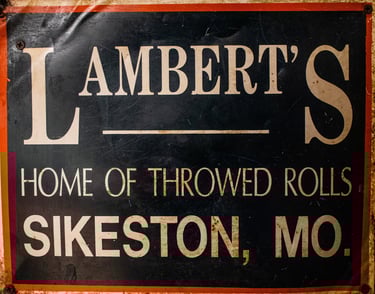 LAMBERT'S
HOME OF THROWED ROLLS
SIKESTON, MO.